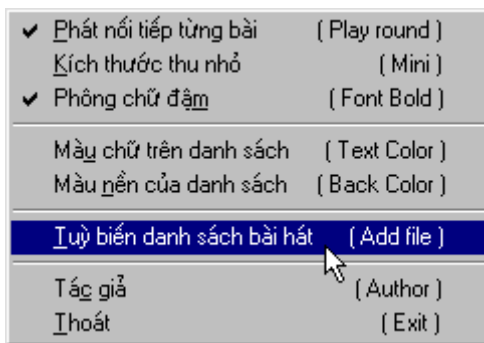 Phát nối tiếp từng bài ( Play round )
Kích thước thu nhỏ ( Mini )
Phông chữ đậm ( Font Bold )
Màu chữ trên danh sách ( Text Color )
Màu nền của danh sách ( Back Color )
Tuỳ biến danh sách bài hát ( Add file )
Tác giả ( Author )
Thoát ( Exit )